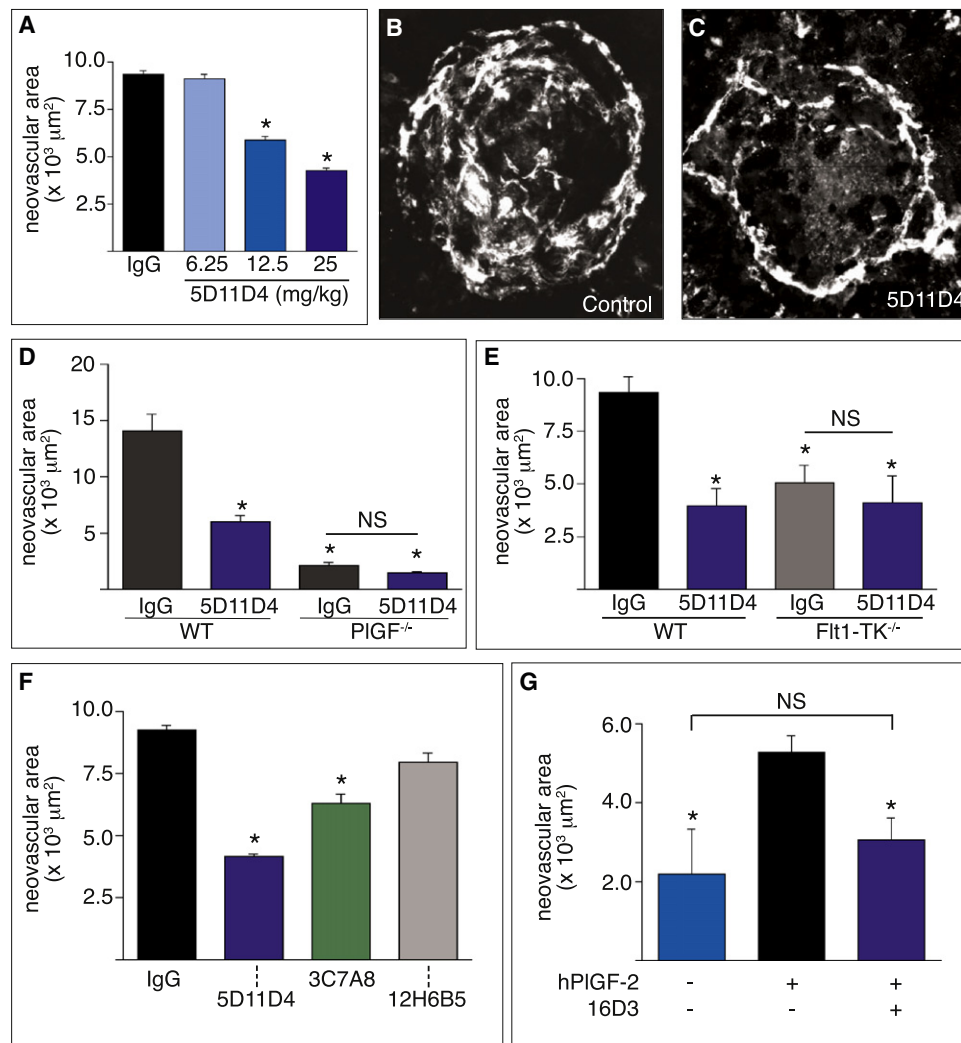 A
neovascular area
(x 10³ μm²)
10.0
7.5
5.0
2.5
*
*
IgG
6.25
12.5
25
5D11D4 (mg/kg)
B
Control
C
5D11D4
D
neovascular area
(x 10³ μm²)
20
15
10
5
*
NS
*
*
IgG
5D11D4
IgG
5D11D4
WT
PlGF-/-
E
neovascular area
(x 10³ μm²)
10.0
7.5
5.0
2.5
*
NS
*
*
IgG
5D11D4
IgG
5D11D4
WT
Flt1-TK-/-
F
neovascular area
(x 10³ μm²)
10.0
7.5
5.0
2.5
*
*
IgG
5D11D4
3C7A8
12H6B5
G
neovascular area
(x 10³ μm²)
6.0
4.0
2.0
NS
*
*
hPlGF-2 - + +
16D3 - - +